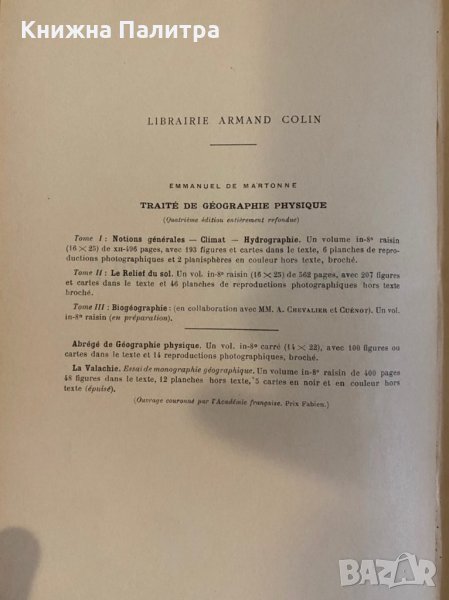 Книжна Палитра
LIBRAIRIE ARMAND COLIN
EMMANUEL DE MARTONNE
TRAITÉ DE GÉOGRAPHIE PHYSIQUE
(Quatrième édition entièrement refondue)
Tome I : Notions générales — Climat — Hydrographie. Un volume in-8º raisin
(16 × 25) de XII-496 pages, avec 193 figures et cartes dans le texte, 6 planches de repro-
ductions photographiques et 2 planisphères en couleur hors texte, broché.
Tome II : Le Relief du sol. Un vol. in-8º raisin (16 × 25) de 562 pages, avec 207 figures
et cartes dans le texte et 46 planches de reproductions photographiques hors texte
broché.
Tome III : Biogéographie : (en collaboration avec MM. A. CHEVALIER et CUÉNOT). Un vol.
in-8º raisin (en préparation).
Abrégé de Géographie physique. Un vol. in-8º carré (14 × 22), avec 100 figures ou
cartes dans le texte et 14 reproductions photographiques, broché.
La Valachie. Essai de monographie géographique. Un volume in-8º raisin de 400 pages
48 figures dans le texte, 12 planches hors texte, 5 cartes en noir et en couleur hors
texte (épuisé).
(Ouvrage couronné par l'Académie française. Prix Fabien.)
BAZAR